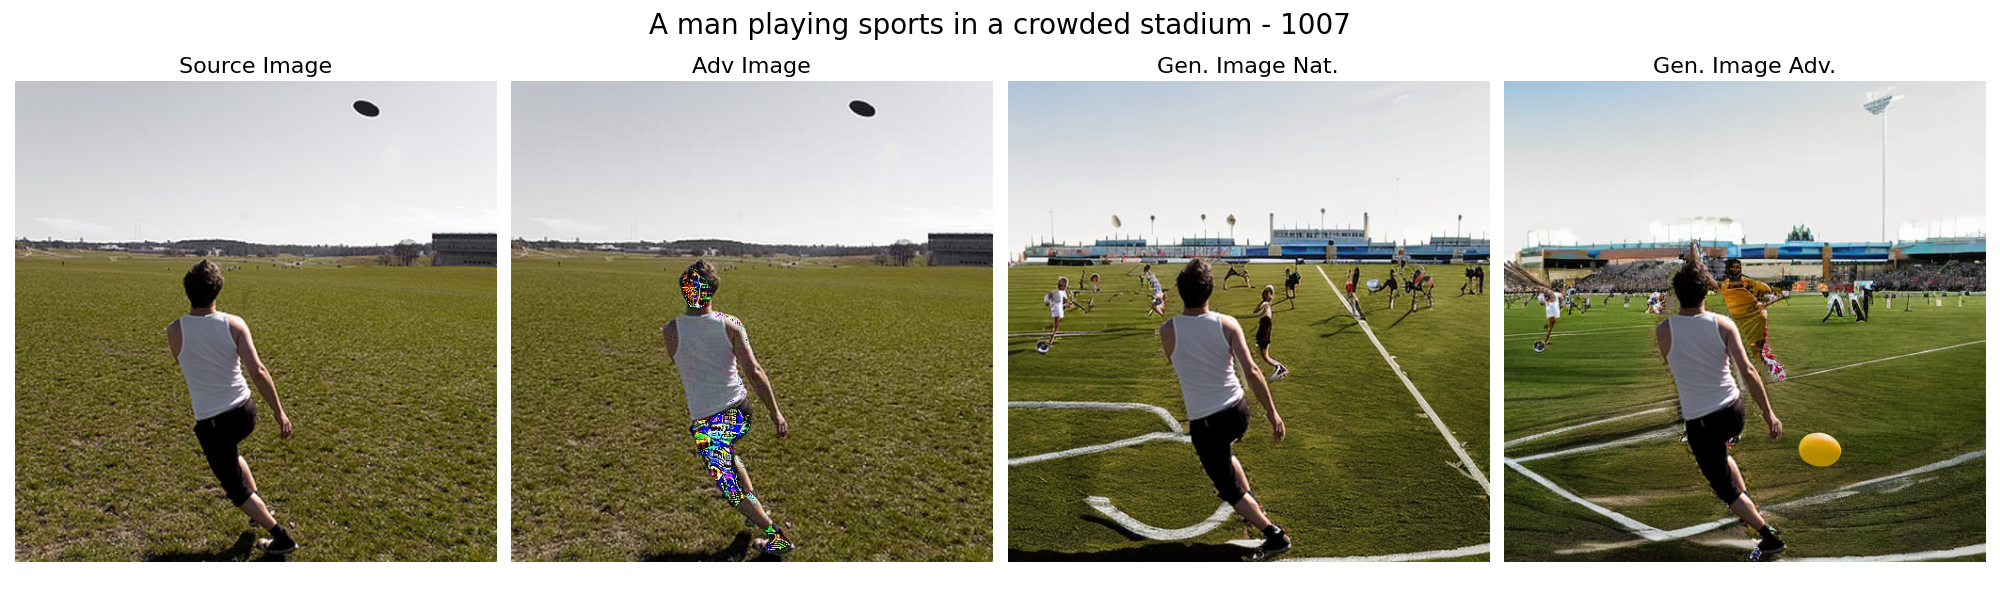 A man playing sports in a crowded stadium - 1007
Source Image
Adv Image
Gen. Image Nat.
Gen. Image Adv.